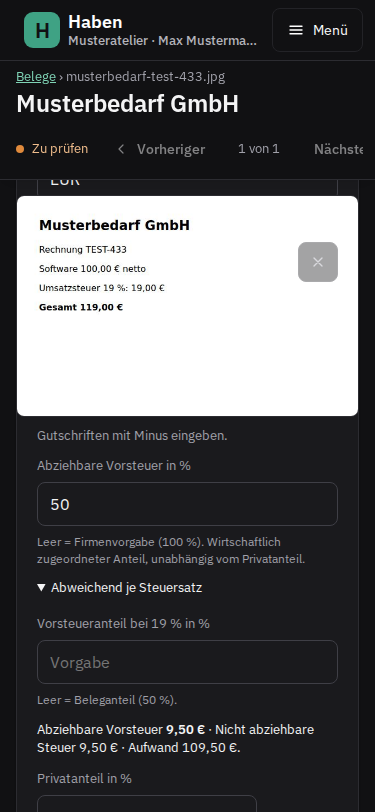 H
Haben
Musteratelier · Max Musterma...
Menü
Belege › musterbedarf-test-433.jpg
Musterbedarf GmbH
Zu prüfen
Vorheriger
1 von 1
Nächste
EUR
Musterbedarf GmbH
Rechnung TEST-433
Software 100,00 € netto
Umsatzsteuer 19 %: 19,00 €
Gesamt 119,00 €
Gutschriften mit Minus eingeben.
Abziehbare Vorsteuer in %
50
Leer = Firmenvorgabe (100 %). Wirtschaftlich
zugeordneter Anteil, unabhängig vom Privatanteil.
▼ Abweichend je Steuersatz
Vorsteueranteil bei 19 % in %
Vorgabe
Leer = Beleganteil (50 %).
Abziehbare Vorsteuer 9,50 € · Nicht abziehbare
Steuer 9,50 € · Aufwand 109,50 €.
Privatanteil in %